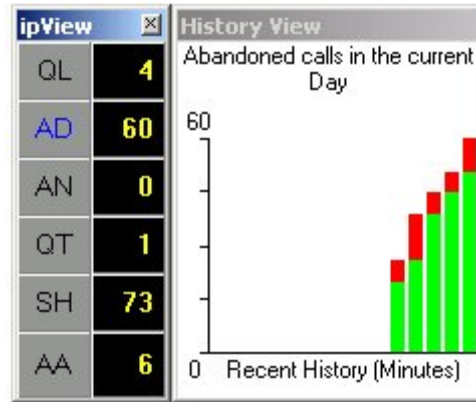 ipView
QL 4
AD 60
AN 0
QT 1
SH 73
AA 6
History View
Abandoned calls in the current
Day
60
0 Recent History (Minutes)